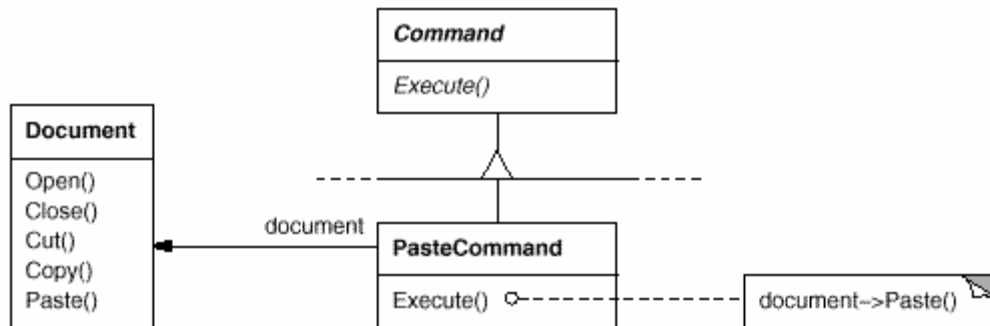 Command
Execute()
Document
Open()
Close()
Cut()
Copy()
Paste()
document
PasteCommand
Execute()
document->Paste()